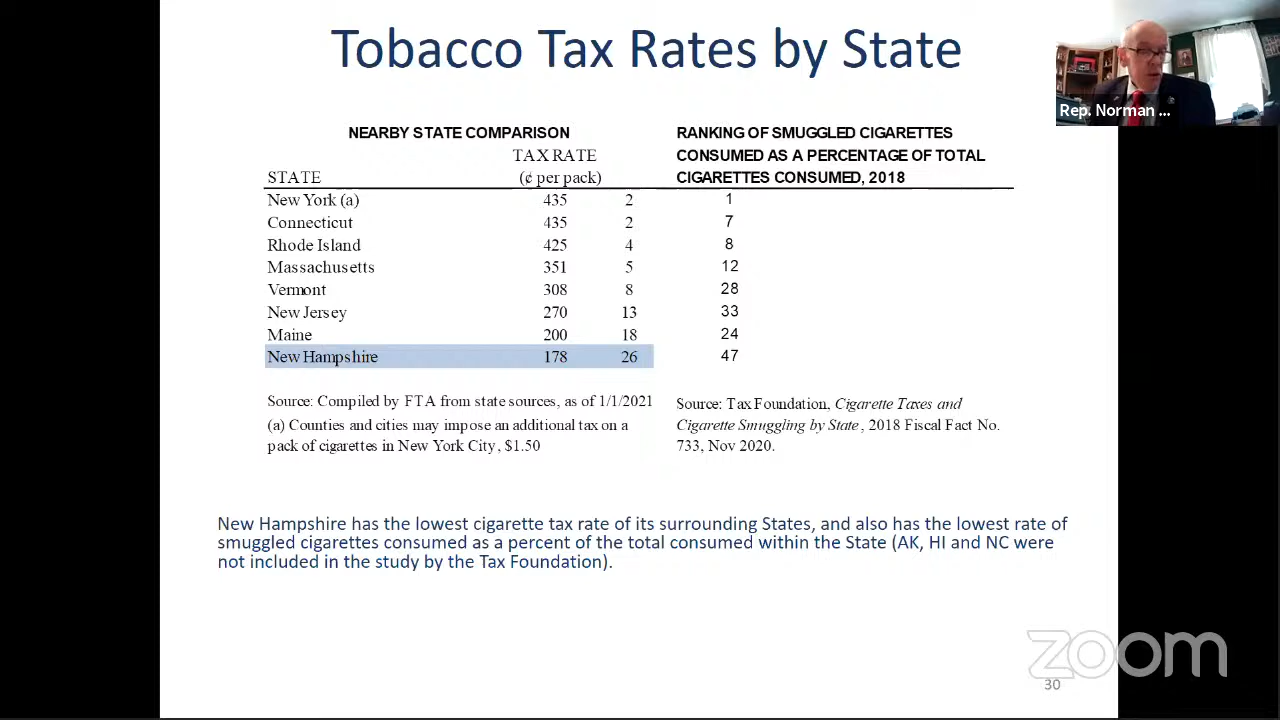 Tobacco Tax Rates by State
Rep. Norman ...
NEARBY STATE COMPARISON
TAX RATE
STATE (¢ per pack)
RANKING OF SMUGGLED CIGARETTES
CONSUMED AS A PERCENTAGE OF TOTAL
CIGARETTES CONSUMED, 2018
New York (a) 435 2 1
Connecticut 435 2 7
Rhode Island 425 4 8
Massachusetts 351 5 12
Vermont 308 8 28
New Jersey 270 13 33
Maine 200 18 24
New Hampshire 178 26 47
Source: Compiled by FTA from state sources, as of 1/1/2021
(a) Counties and cities may impose an additional tax on a
pack of cigarettes in New York City, $1.50
Source: Tax Foundation, Cigarette Taxes and
Cigarette Smuggling by State, 2018 Fiscal Fact No.
733, Nov 2020.
New Hampshire has the lowest cigarette tax rate of its surrounding States, and also has the lowest rate of
smuggled cigarettes consumed as a percent of the total consumed within the State (AK, HI and NC were
not included in the study by the Tax Foundation).
zoom
30